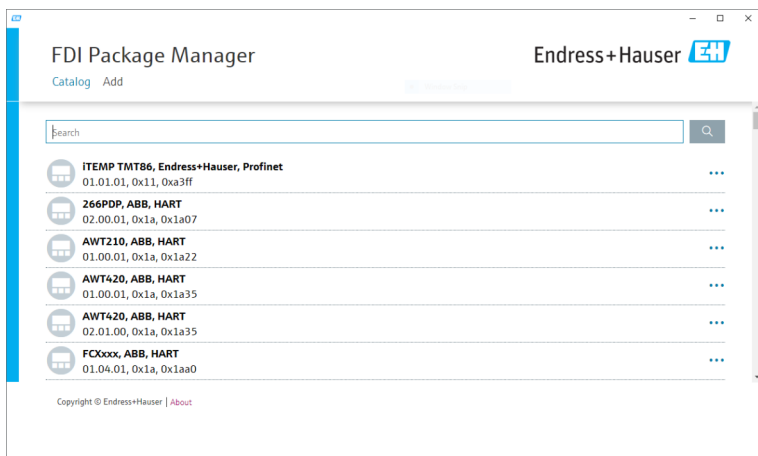 EH
FDI Package Manager
Endress+Hauser EH
Catalog Add
Search
iTEMP TMT86, Endress+Hauser, Profinet
01.01.01, 0x11, 0xa3ff
266PDP, ABB, HART
02.00.01, 0x1a, 0x1a07
AWT210, ABB, HART
01.00.01, 0x1a, 0x1a22
AWT420, ABB, HART
01.00.01, 0x1a, 0x1a35
AWT420, ABB, HART
02.01.00, 0x1a, 0x1a35
FCXxxx, ABB, HART
01.04.01, 0x1a, 0x1aa0
Copyright © Endress+Hauser | About